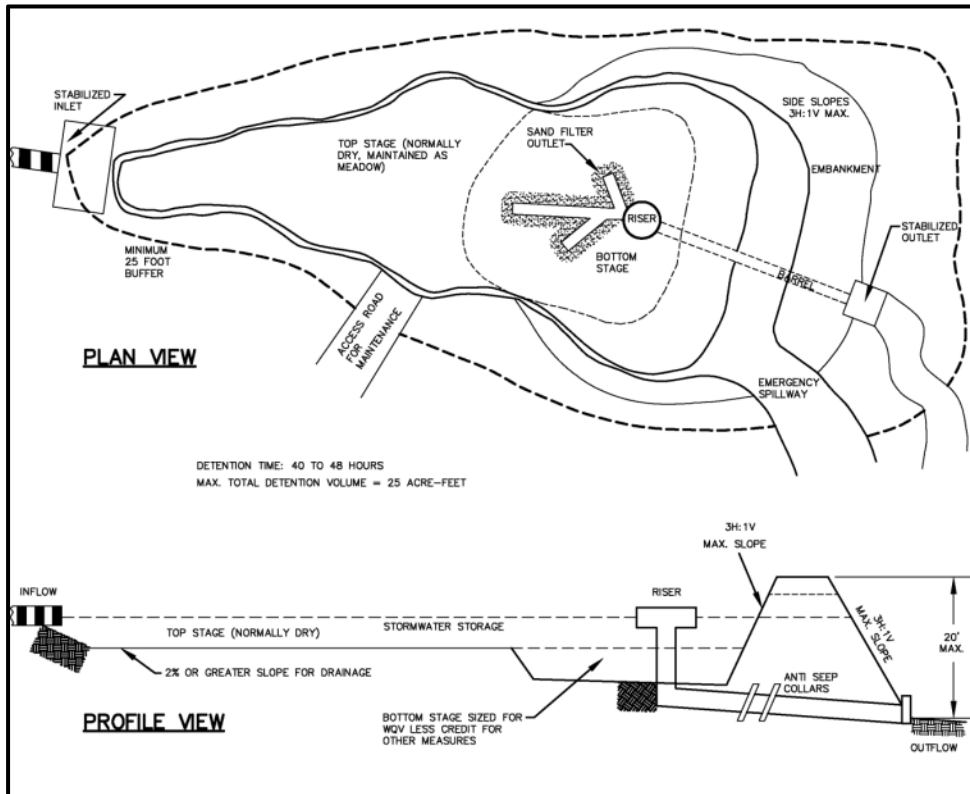 STABILIZED
INLET
TOP STAGE (NORMALLY
DRY, MAINTAINED AS
MEADOW)
SAND FILTER
OUTLET
SIDE SLOPES
3H:1V MAX.
EMBANKMENT
RISER
STABILIZED
OUTLET
BOTTOM
STAGE
BARREL
MINIMUM
25 FOOT
BUFFER
ACCESS ROAD
FOR
MAINTENANCE
PLAN VIEW
EMERGENCY
SPILLWAY
DETENTION TIME: 40 TO 48 HOURS
MAX. TOTAL DETENTION VOLUME = 25 ACRE-FEET
3H:1V
MAX. SLOPE
INFLOW
RISER
STORMWATER STORAGE
TOP STAGE (NORMALLY DRY)
3H:1V
MAX. SLOPE
20'
MAX.
2% OR GREATER SLOPE FOR DRAINAGE
ANTI SEEP
COLLARS
PROFILE VIEW
BOTTOM STAGE SIZED FOR
WQV LESS CREDIT FOR
OTHER MEASURES
OUTFLOW